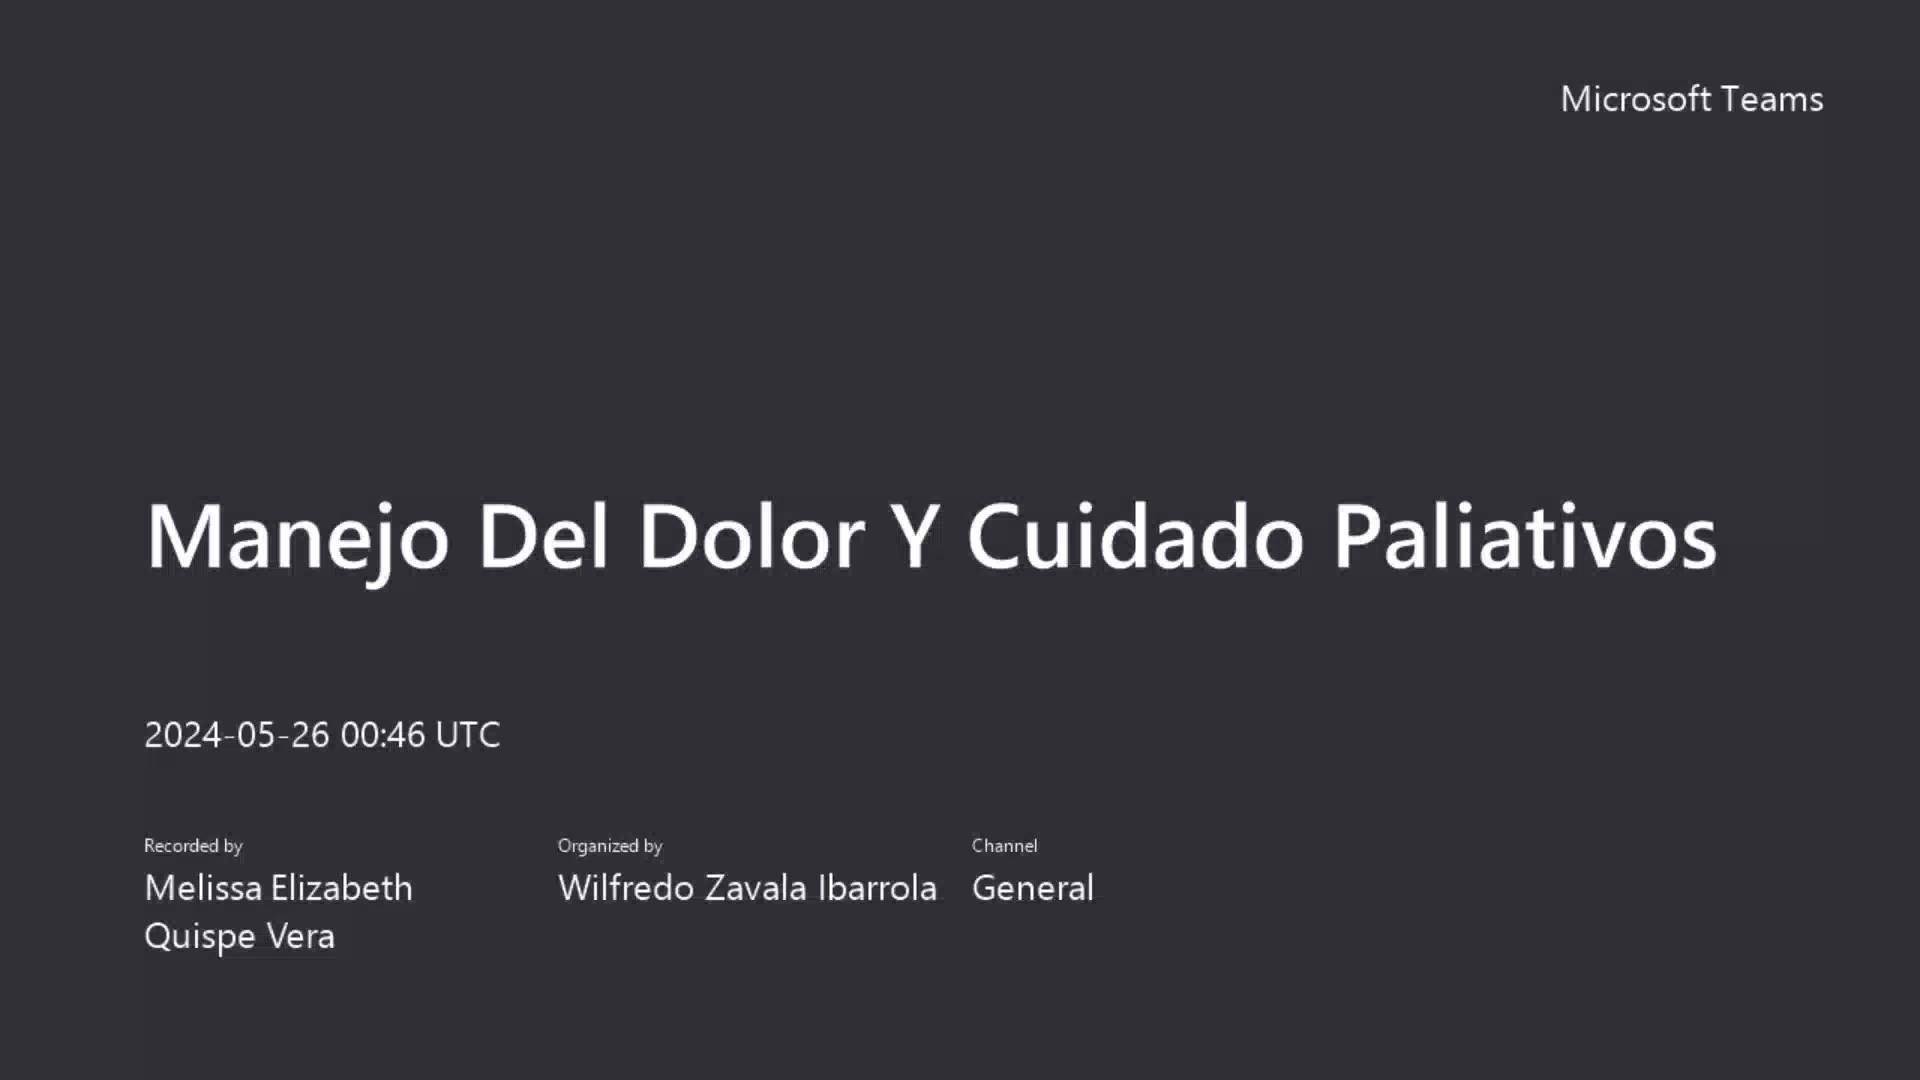 Microsoft Teams
Manejo Del Dolor Y Cuidado Paliativos
2024-05-26 00:46 UTC
Recorded by
Melissa Elizabeth
Quispe Vera
Organized by
Wilfredo Zavala Ibarrola
Channel
General